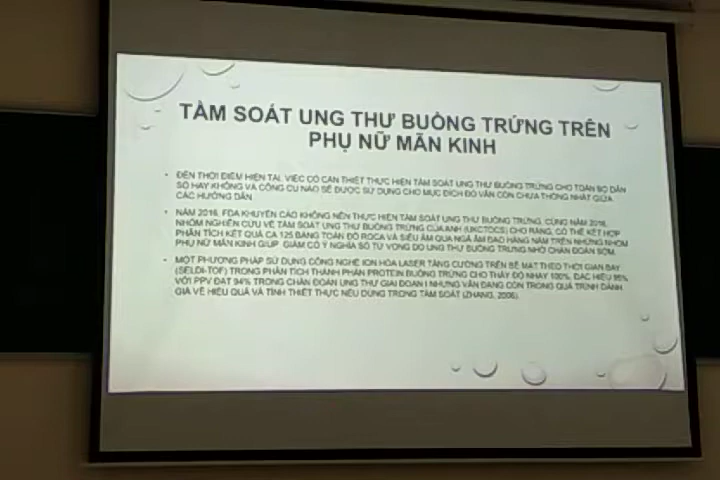 TẦM SOÁT UNG THƯ BUỒNG TRỨNG TRÊN
PHỤ NỮ MÃN KINH
• ĐẾN THỜI ĐIỂM HIỆN TẠI, VIỆC CÓ CẦN THIẾT THỰC HIỆN TẦM SOÁT UNG THƯ BUỒNG TRỨNG CHO TOÀN BỘ DÂN
SỐ HAY KHÔNG VÀ CÔNG CỤ NÀO SẼ ĐƯỢC SỬ DỤNG CHO MỤC ĐÍCH ĐÓ VẪN CÒN CHƯA THỐNG NHẤT GIỮA
CÁC HƯỚNG DẪN.
• NĂM 2016, FDA KHUYẾN CÁO KHÔNG NÊN THỰC HIỆN TẦM SOÁT UNG THƯ BUỒNG TRỨNG. CÙNG NĂM 2016,
NHÓM NGHIÊN CỨU VỀ TẦM SOÁT UNG THƯ BUỒNG TRỨNG CỦA ANH (UKCTOCS) CHO RẰNG, CÓ THỂ KẾT HỢP
PHÂN TÍCH KẾT QUẢ CA 125 BẰNG TOÁN ĐỒ ROCA VÀ SIÊU ÂM QUA NGẢ ÂM ĐẠO HÀNG NĂM TRÊN NHỮNG NHÓM
PHỤ NỮ MÃN KINH GIÚP GIẢM CÓ Ý NGHĨA SỐ TỬ VONG DO UNG THƯ BUỒNG TRỨNG NHỜ CHẨN ĐOÁN SỚM.
• MỘT PHƯƠNG PHÁP SỬ DỤNG CÔNG NGHỆ ION HÓA LASER TĂNG CƯỜNG TRÊN BỀ MẶT THEO THỜI GIAN BAY
(SELDI-TOF) TRONG PHÂN TÍCH THÀNH PHẦN PROTEIN BUỒNG TRỨNG CHO THẤY ĐỘ NHẠY 100%, ĐẶC HIỆU 95%
VỚI PPV ĐẠT 94% TRONG CHẨN ĐOÁN UNG THƯ GIAI ĐOẠN I NHƯNG VẪN ĐANG CÒN TRONG QUÁ TRÌNH ĐÁNH
GIÁ VỀ HIỆU QUẢ VÀ TÍNH THIẾT THỰC NẾU DÙNG TRONG TẦM SOÁT (ZHANG, 2006).